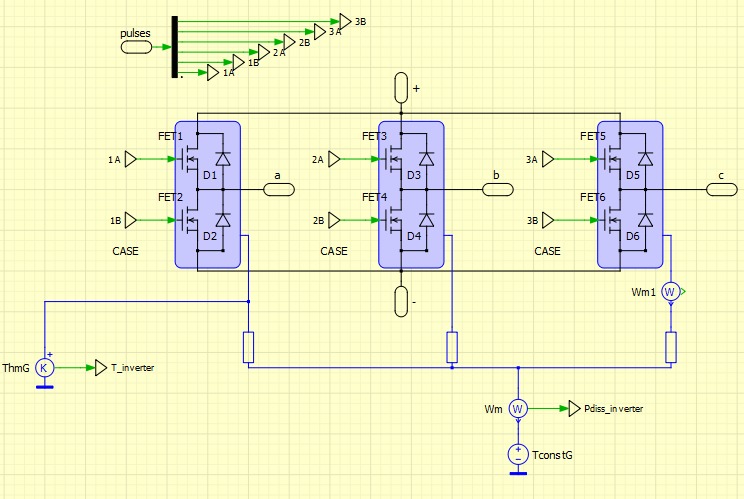 pulses
3B
3A
2B
2A
1B
1A
+
FET1
FET3
FET5
1A
2A
3A
D1
D3
D5
a
b
c
FET2
FET4
FET6
1B
2B
3B
D2
D4
D6
CASE
CASE
CASE
Wm1
W
-
+
ThmG
K
T_inverter
Wm
W
Pdiss_inverter
+
-
TconstG